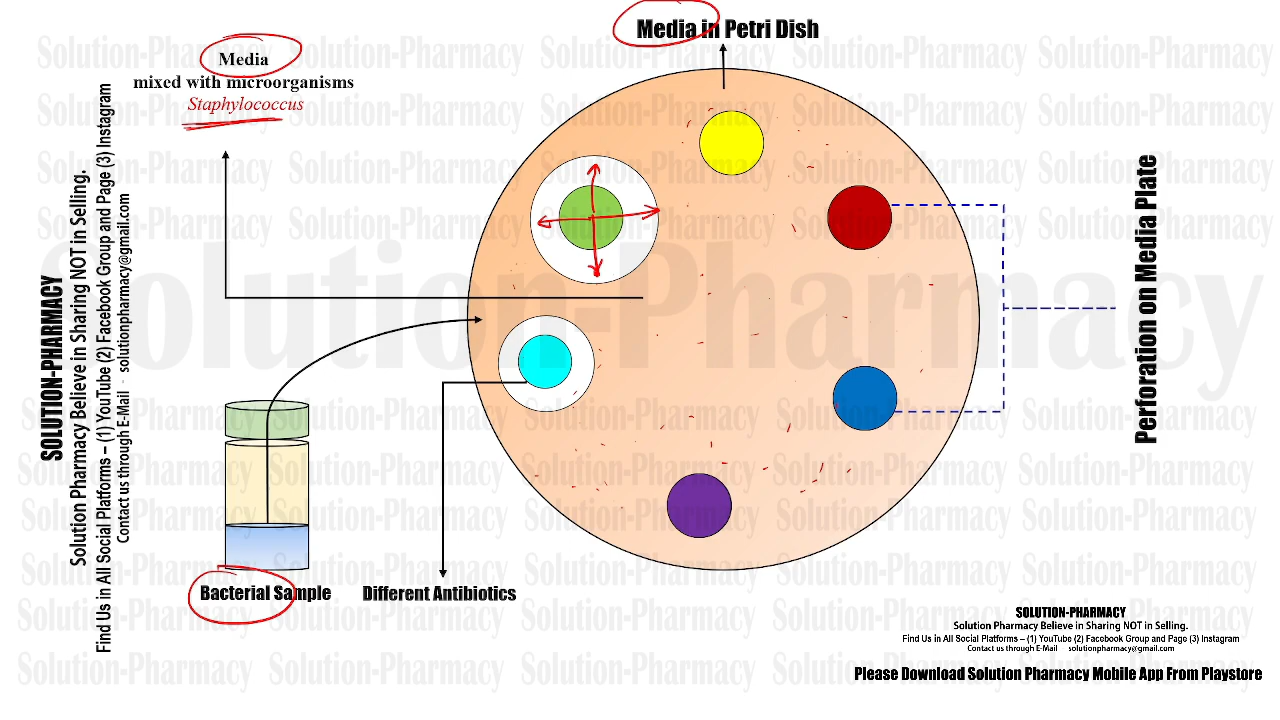 Media in Petri Dish
Media
mixed with microorganisms
Staphylococcus
SOLUTION-PHARMACY
Solution Pharmacy Believe in Sharing NOT in Selling.
Find Us in All Social Platforms – (1) YouTube (2) Facebook Group and Page (3) Instagram
Contact us through E-Mail - solutionpharmacy@gmail.com
Perforation on Media Plate
Bacterial Sample
Different Antibiotics
SOLUTION-PHARMACY
Solution Pharmacy Believe in Sharing NOT in Selling.
Find Us in All Social Platforms – (1) YouTube (2) Facebook Group and Page (3) Instagram
Contact us through E-Mail solutionpharmacy@gmail.com
Please Download Solution Pharmacy Mobile App From Playstore
Solution-Pharmacy